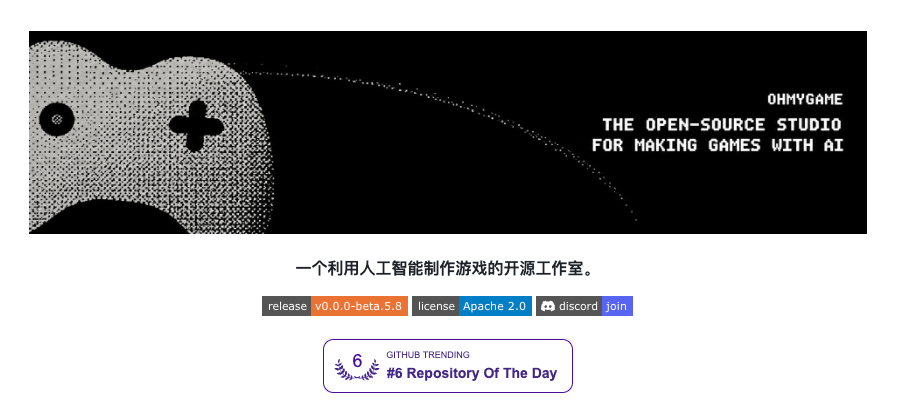 OHMYGAME
THE OPEN-SOURCE STUDIO
FOR MAKING GAMES WITH AI
一个利用人工智能制作游戏的开源工作室。
release v0.0.0-beta.5.8 license Apache 2.0 discord join
6
GITHUB TRENDING
#6 Repository Of The Day